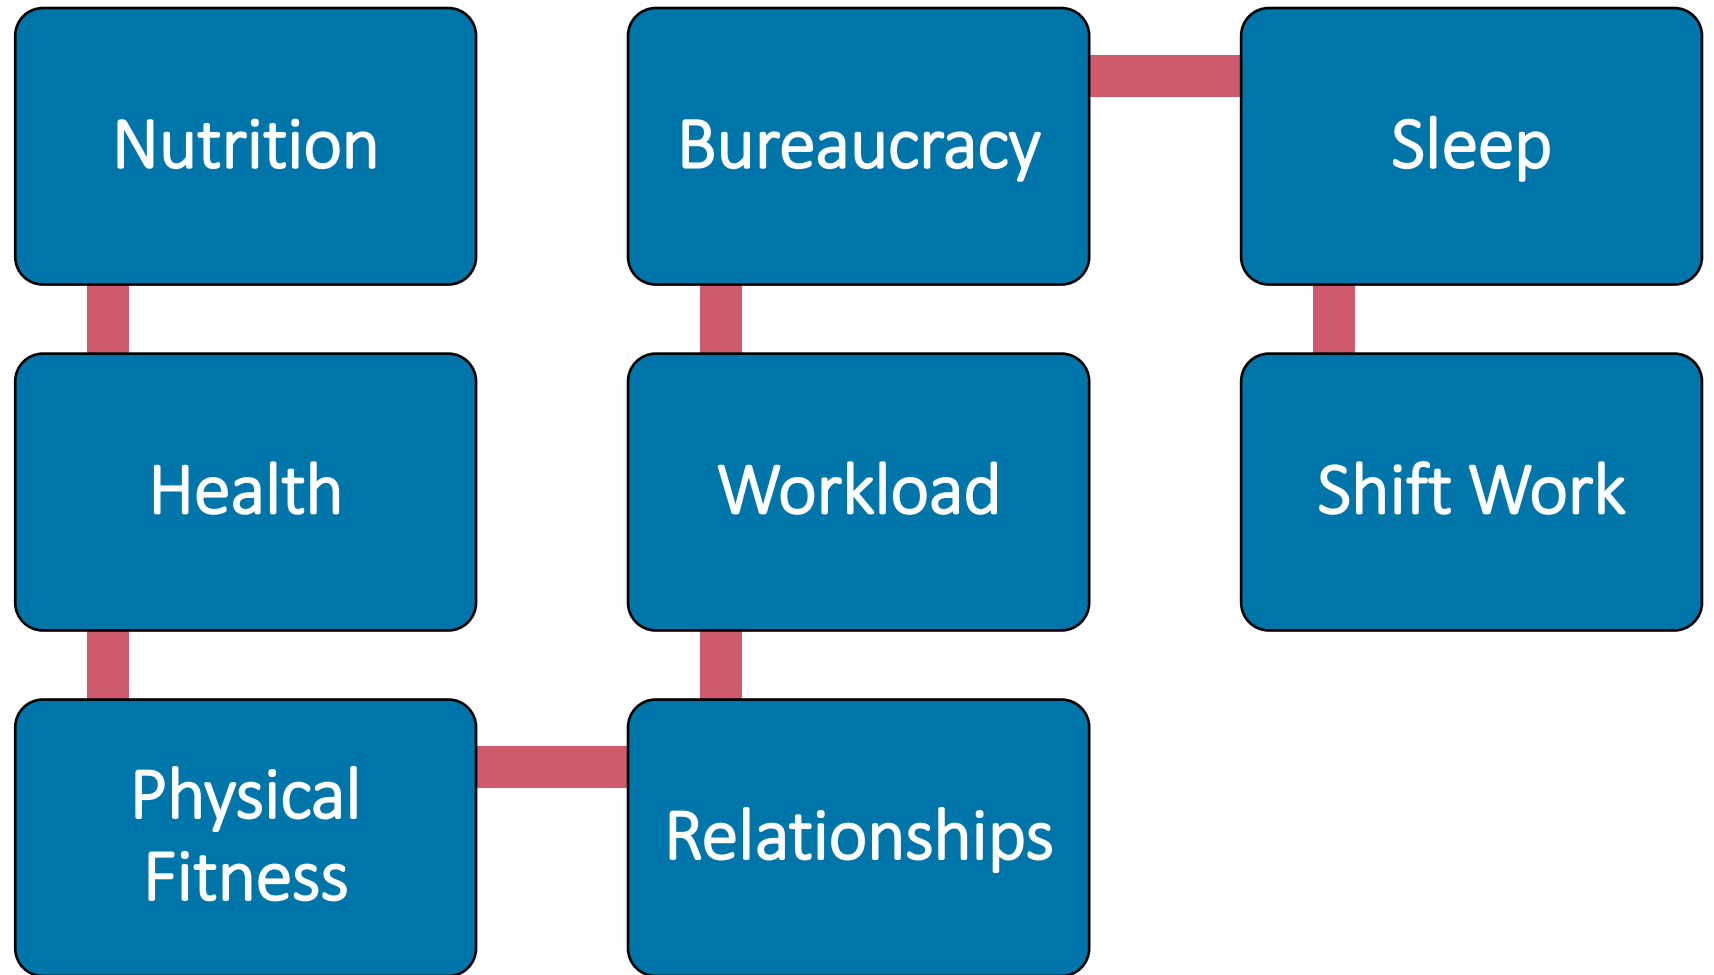 Nutrition
Health
Physical
Fitness
Relationships
Workload
Bureaucracy
Sleep
Shift Work